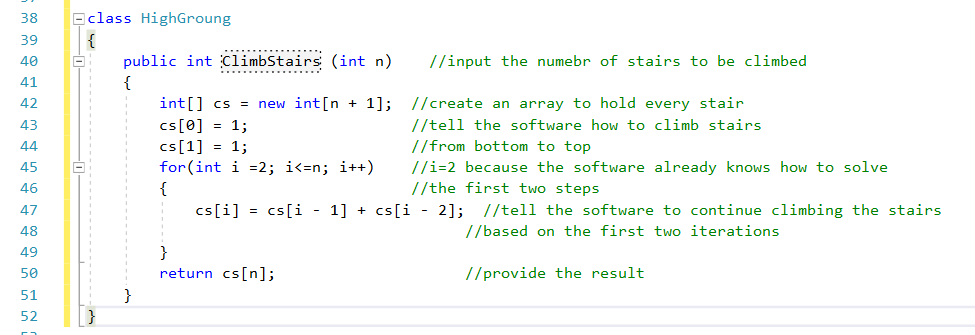 38 class HighGroung
39 {
40 public int ClimbStairs (int n) //input the numebr of stairs to be climbed
41 {
42 int[] cs = new int[n + 1]; //create an array to hold every stair
43 cs[0] = 1; //tell the software how to climb stairs
44 cs[1] = 1; //from bottom to top
45 for(int i =2; i<=n; i++) //i=2 because the software already knows how to solve
46 { //the first two steps
47 cs[i] = cs[i - 1] + cs[i - 2]; //tell the software to continue climbing the stairs
48 //based on the first two iterations
49 }
50 return cs[n]; //provide the result
51 }
52 }